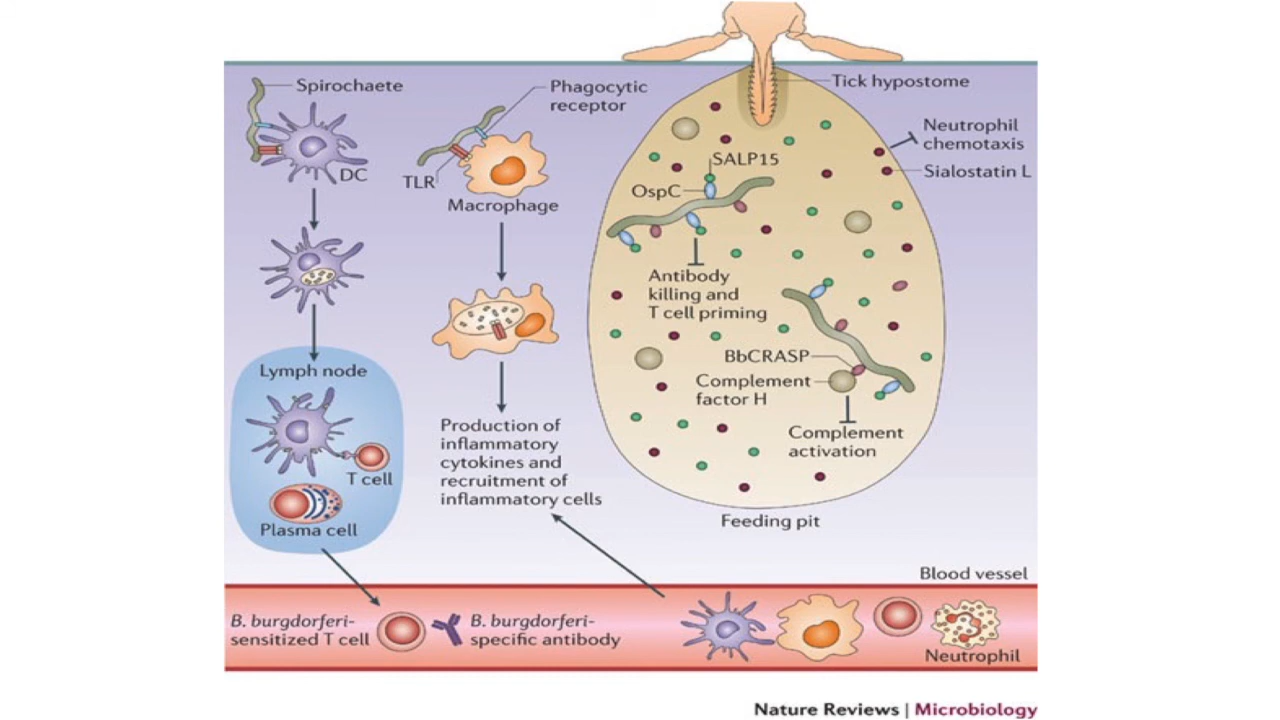 Spirochaete
DC
Phagocytic
receptor
TLR
Macrophage
Tick hypostome
Neutrophil
chemotaxis
Sialostatin L
SALP15
OspC
Antibody
killing and
T cell priming
BbCRASP
Complement
factor H
Complement
activation
Feeding pit
Lymph node
T cell
Plasma cell
Production of
inflammatory
cytokines and
recruitment of
inflammatory cells
Blood vessel
B. burgdorferi-
sensitized T cell
B. burgdorferi-
specific antibody
Neutrophil
Nature Reviews | Microbiology